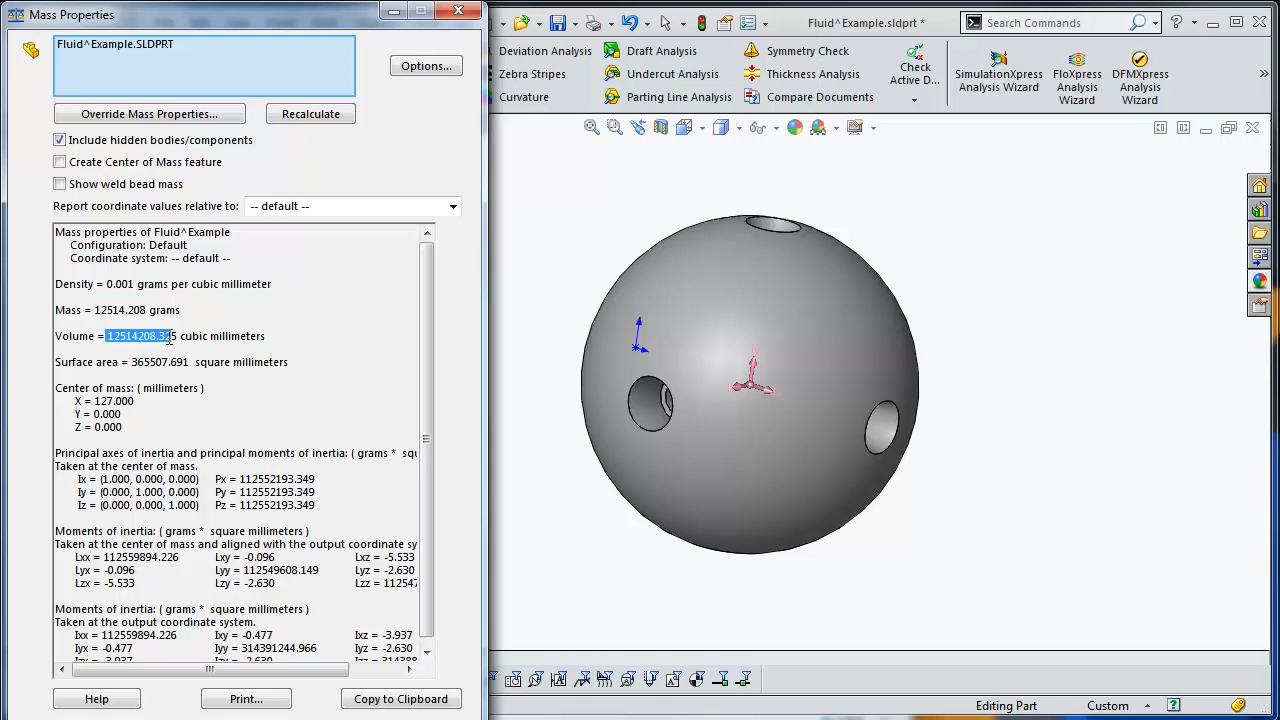 Mass Properties
Fluid^Example.SLDPRT
Options...
Override Mass Properties...
Recalculate
Include hidden bodies/components
Create Center of Mass feature
Show weld bead mass
Report coordinate values relative to:
-- default --
Mass properties of Fluid^Example
Configuration: Default
Coordinate system: -- default --
Density = 0.001 grams per cubic millimeter
Mass = 12514.208 grams
Volume = 12514208.325 cubic millimeters
Surface area = 365507.691 square millimeters
Center of mass: ( millimeters )
X = 127.000
Y = 0.000
Z = 0.000
Principal axes of inertia and principal moments of inertia: ( grams * squ
Taken at the center of mass.
Ix = (1.000, 0.000, 0.000) Px = 112552193.349
Iy = (0.000, 1.000, 0.000) Py = 112552193.349
Iz = (0.000, 0.000, 1.000) Pz = 112552193.349
Moments of inertia: ( grams * square millimeters )
Taken at the center of mass and aligned with the output coordinate sy
Lxx = 112559894.226 Lxy = -0.096 Lxz = -5.533
Lyx = -0.096 Lyy = 112549608.149 Lyz = -2.630
Lzx = -5.533 Lzy = -2.630 Lzz = 112547
Moments of inertia: ( grams * square millimeters )
Taken at the output coordinate system.
Ixx = 112559894.226 Ixy = -0.477 Ixz = -3.937
Iyx = -0.477 Iyy = 314391244.966 Iyz = -2.630
Izx = -3.937 Izy = -2.630 Izz = 314388
Help
Print...
Copy to Clipboard
Fluid^Example.sldprt *
Search Commands
Deviation Analysis
Draft Analysis
Symmetry Check
Zebra Stripes
Undercut Analysis
Thickness Analysis
Curvature
Parting Line Analysis
Compare Documents
Check
Active D...
SimulationXpress
Analysis Wizard
FloXpress
Analysis
Wizard
DFMXpress
Analysis
Wizard
Editing Part
Custom